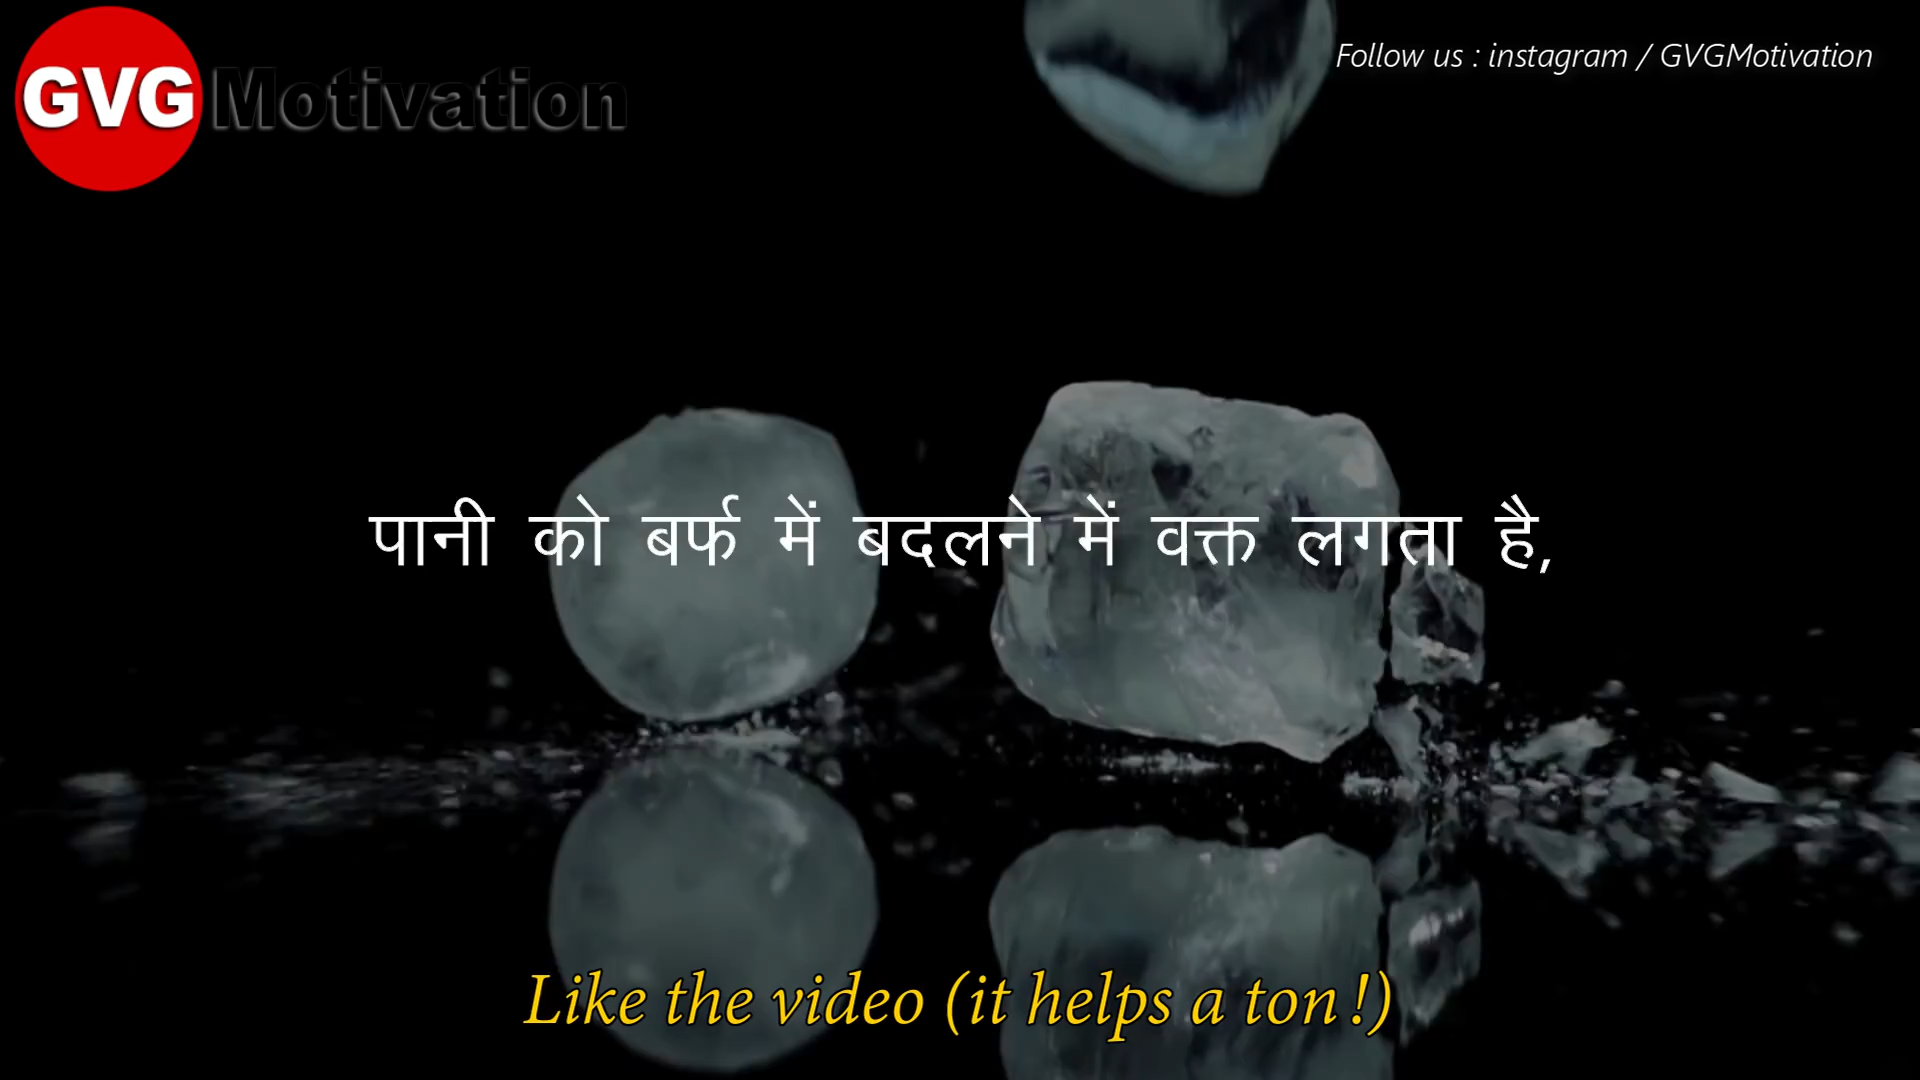 GVG Motivation
Follow us : instagram / GVGMotivation
पानी को बर्फ में बदलने में वक्त लगता है,
Like the video (it helps a ton!)